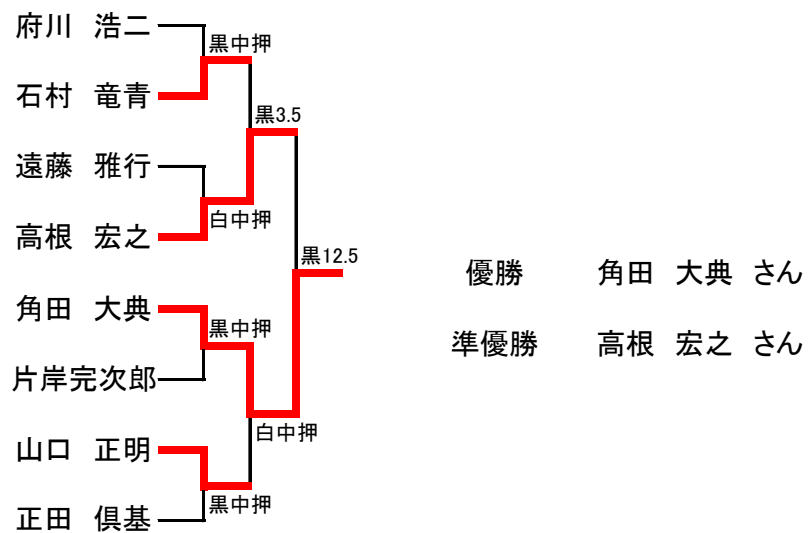 府川　浩二
黒中押
石村　竜青
黒3.5
遠藤　雅行
白中押
高根　宏之
黒12.5
優勝　角田　大典　さん
角田　大典
黒中押
準優勝　高根　宏之　さん
片岸完次郎
白中押
山口　正明
黒中押
正田　倶基